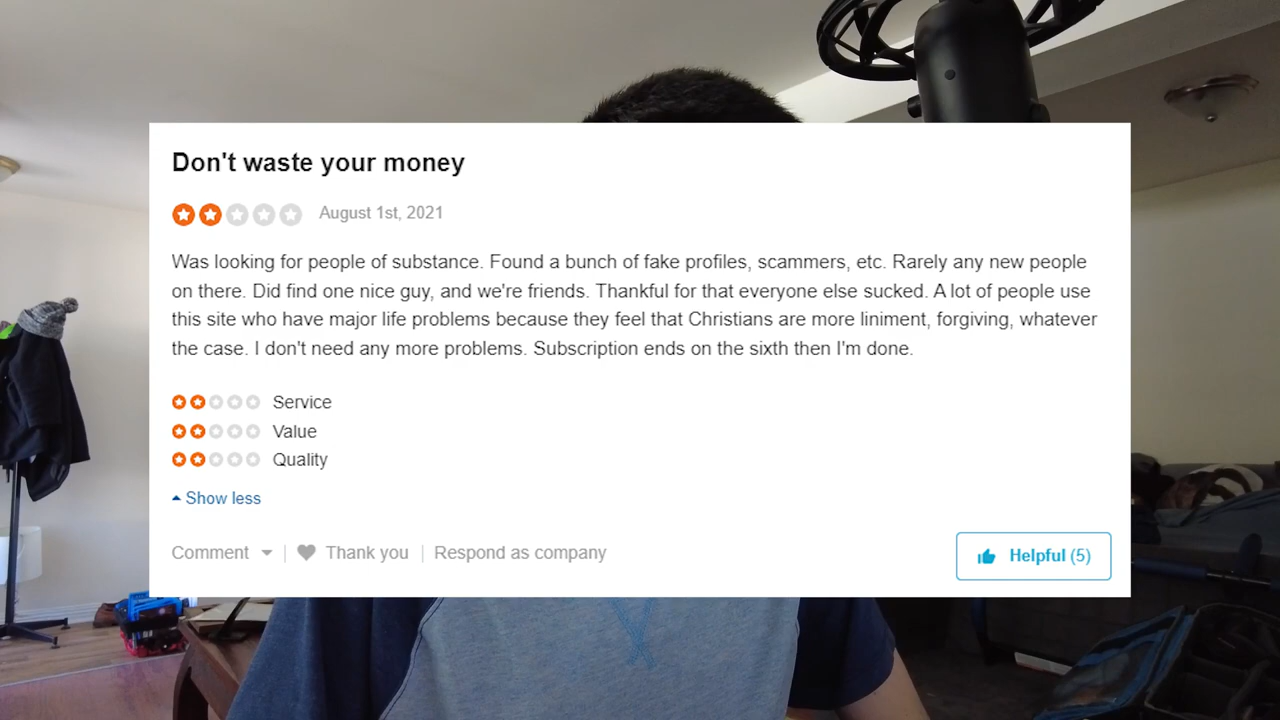 Don't waste your money
August 1st, 2021
Was looking for people of substance. Found a bunch of fake profiles, scammers, etc. Rarely any new people
on there. Did find one nice guy, and we're friends. Thankful for that everyone else sucked. A lot of people use
this site who have major life problems because they feel that Christians are more liniment, forgiving, whatever
the case. I don't need any more problems. Subscription ends on the sixth then I'm done.
Service
Value
Quality
Show less
Comment | Thank you | Respond as company
Helpful (5)